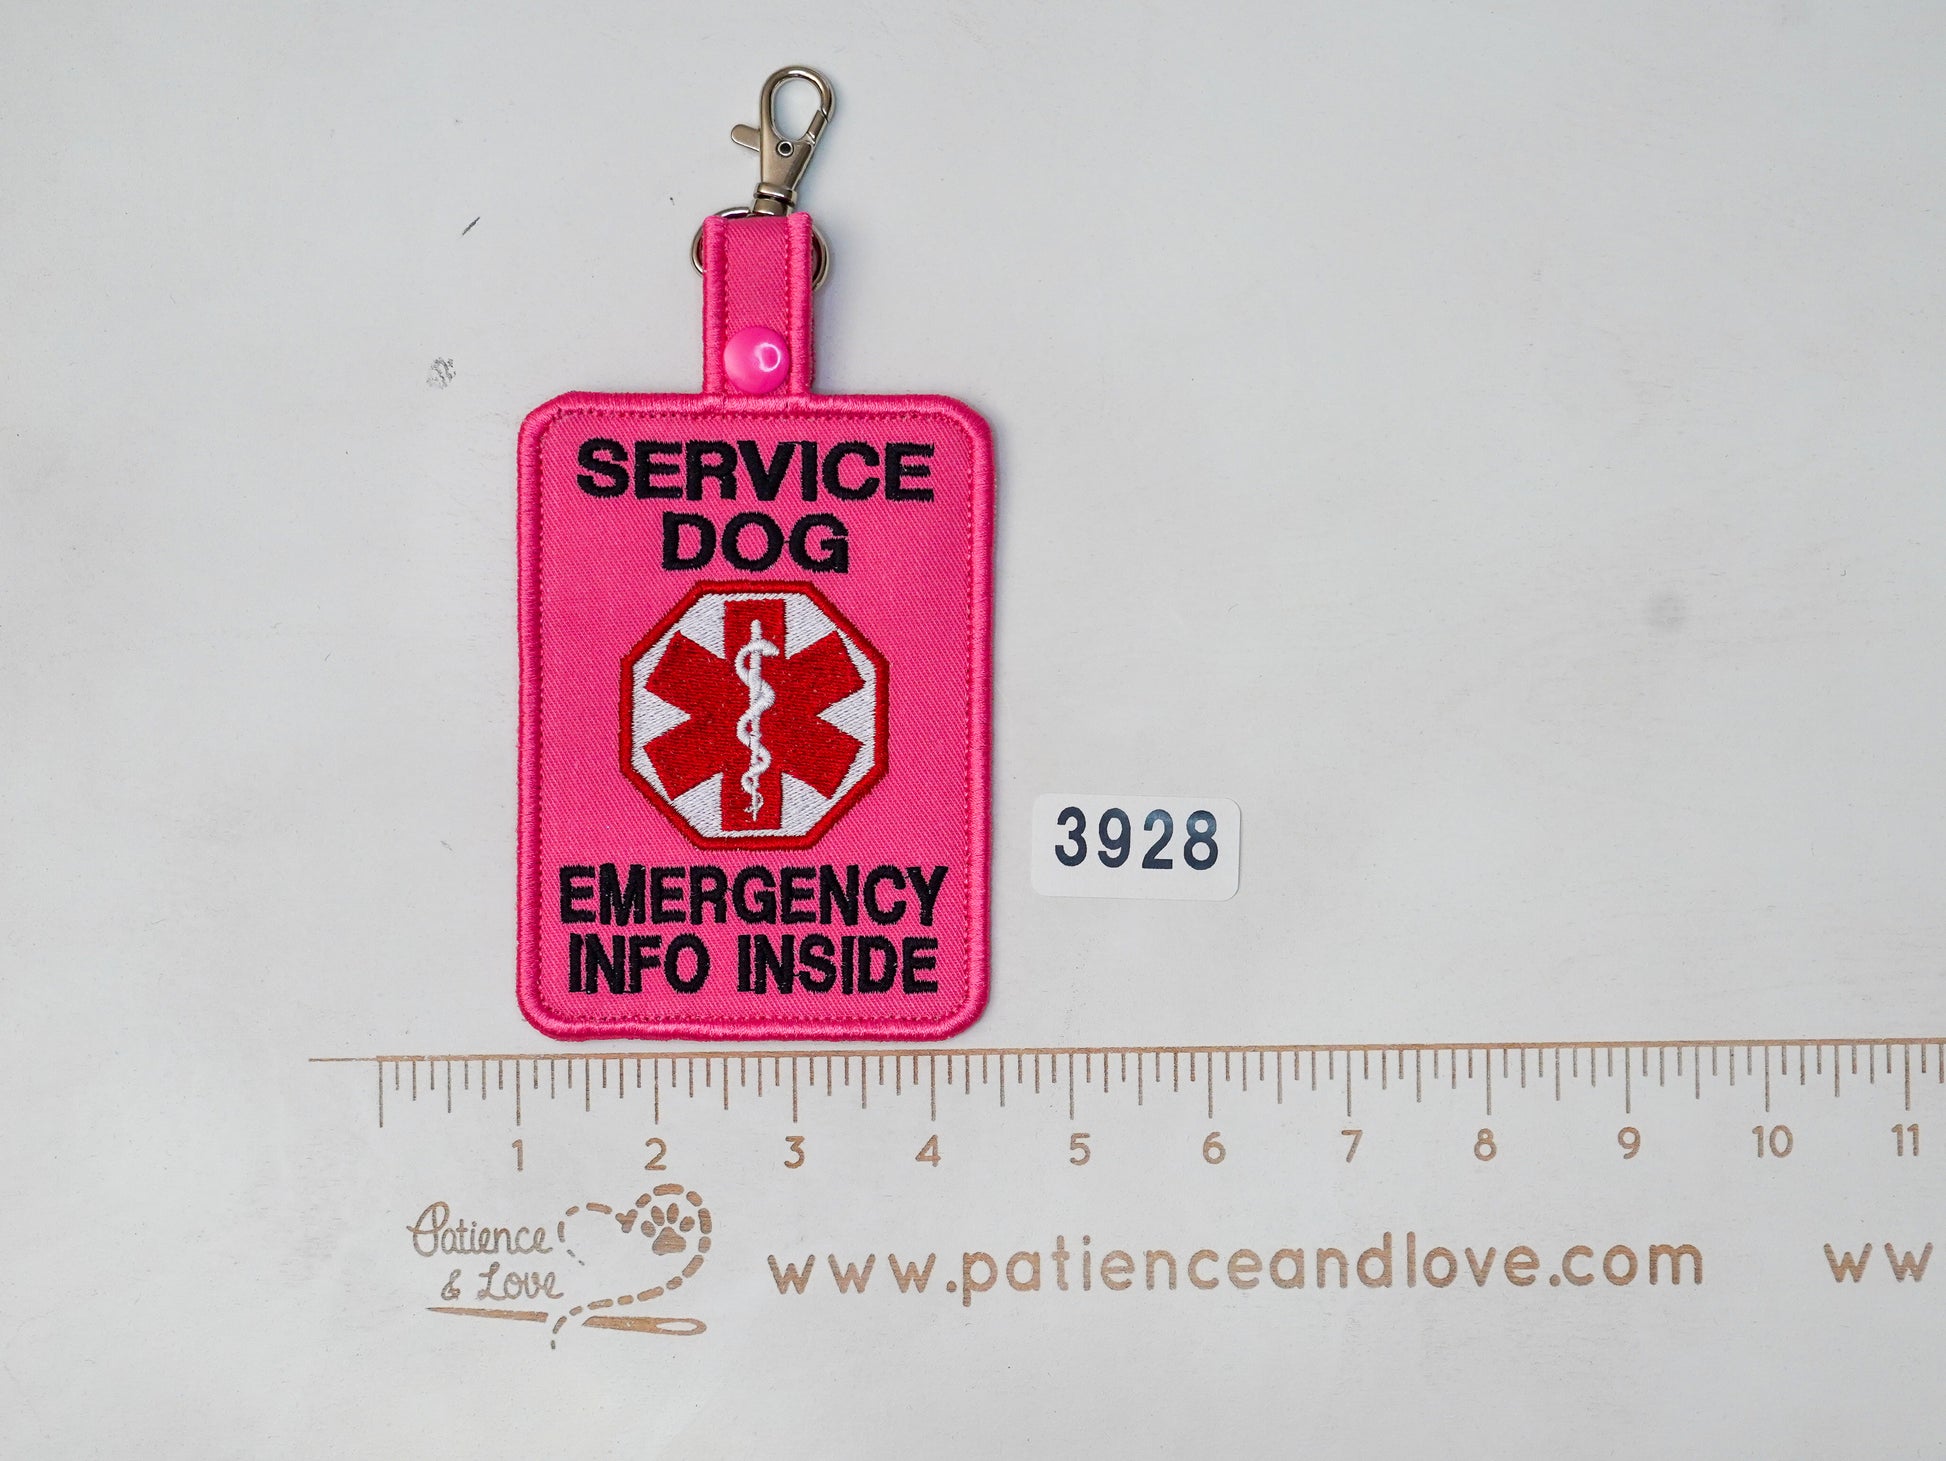 SERVICE
DOG
EMERGENCY
INFO INSIDE
3928
1 2 3 4 5 6 7 8 9 10 11
Patience
& Love
www.patienceandlove.com
ww